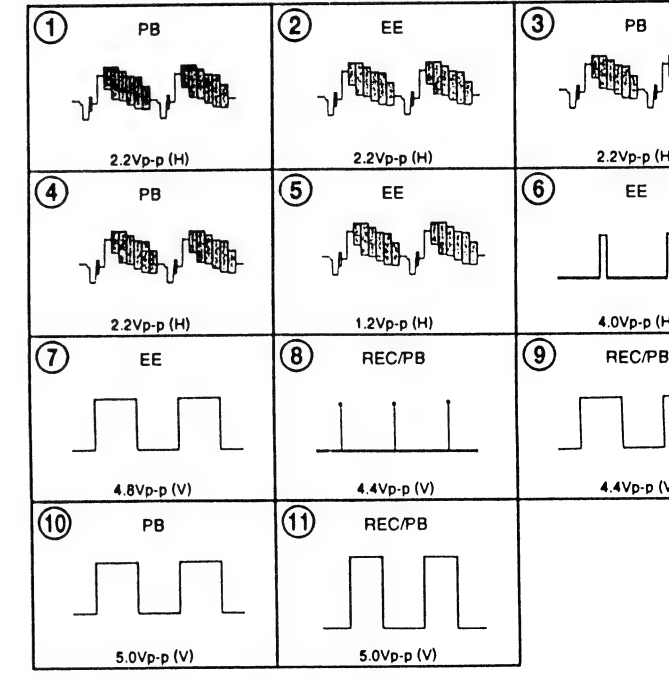 ① PB
② EE
③ PB
2.2Vp-p (H)
2.2Vp-p (H)
2.2Vp-p (H
④ PB
⑤ EE
⑥ EE
2.2Vp-p (H)
1.2Vp-p (H)
4.0Vp-p (H
⑦ EE
⑧ REC/PB
⑨ REC/PB
4.8Vp-p (V)
4.4Vp-p (V)
4.4Vp-p (V
⑩ PB
⑪ REC/PB
5.0Vp-p (V)
5.0Vp-p (V)